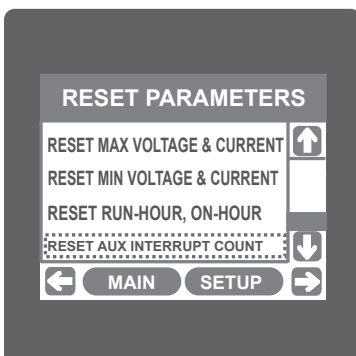 RESET PARAMETERS
RESET MAX VOLTAGE & CURRENT
RESET MIN VOLTAGE & CURRENT
RESET RUN-HOUR, ON-HOUR
RESET AUX INTERRUPT COUNT
MAIN SETUP